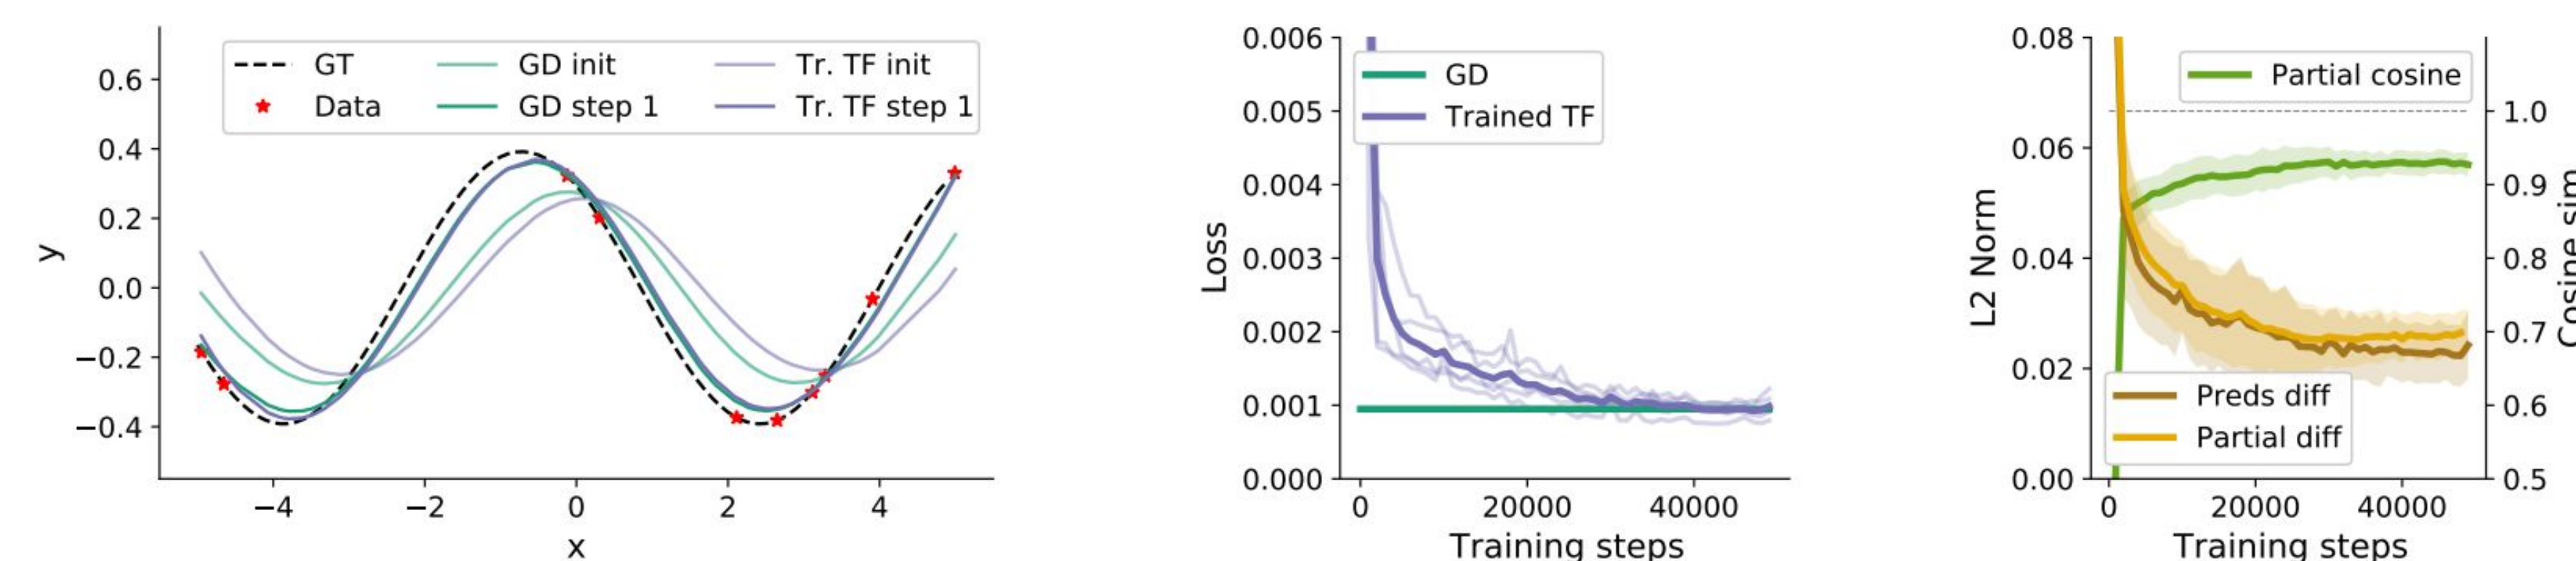 GT
Data
GD init
GD step 1
Tr. TF init
Tr. TF step 1
y
0.6
0.4
0.2
0.0
−0.2
−0.4
−4
−2
0
2
4
x
GD
Trained TF
Loss
0.006
0.005
0.004
0.003
0.002
0.001
0.000
0
20000
40000
Training steps
Partial cosine
L2 Norm
0.08
0.06
0.04
0.02
0.00
1.0
0.9
0.8
0.7
0.6
0.5
Cosine sim
Preds diff
Partial diff
0
20000
40000
Training steps